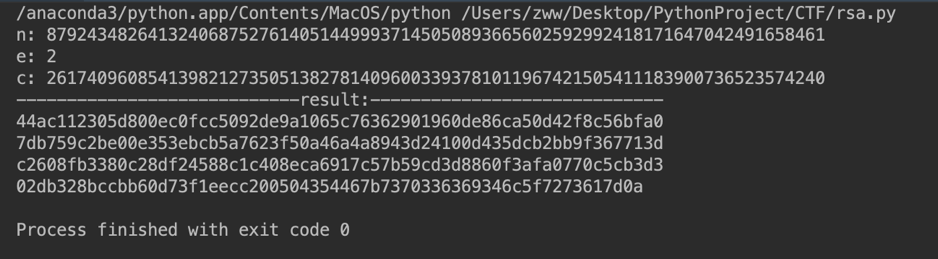 /anaconda3/python.app/Contents/MacOS/python /Users/zww/Desktop/PythonProject/CTF/rsa.py
n: 87924348264132406875276140514499937145050893665602592992418171647042491658461
e: 2
c: 26174096085413982127350513827814096003393781011967421505411183900736523574240
----------------------------result:-----------------------------
44ac112305d800ec0fcc5092de9a1065c76362901960de86ca50d42f8c56bfa0
7db759c2be00e353ebcb5a7623f50a46a4a8943d24100d435dcb2bb9f367713d
c2608fb3380c28df24588c1c408eca6917c57b59cd3d8860f3afa0770c5cb3d3
02db328bccbb60d73f1eecc200504354467b7370336369346c5f7273617d0a
Process finished with exit code 0